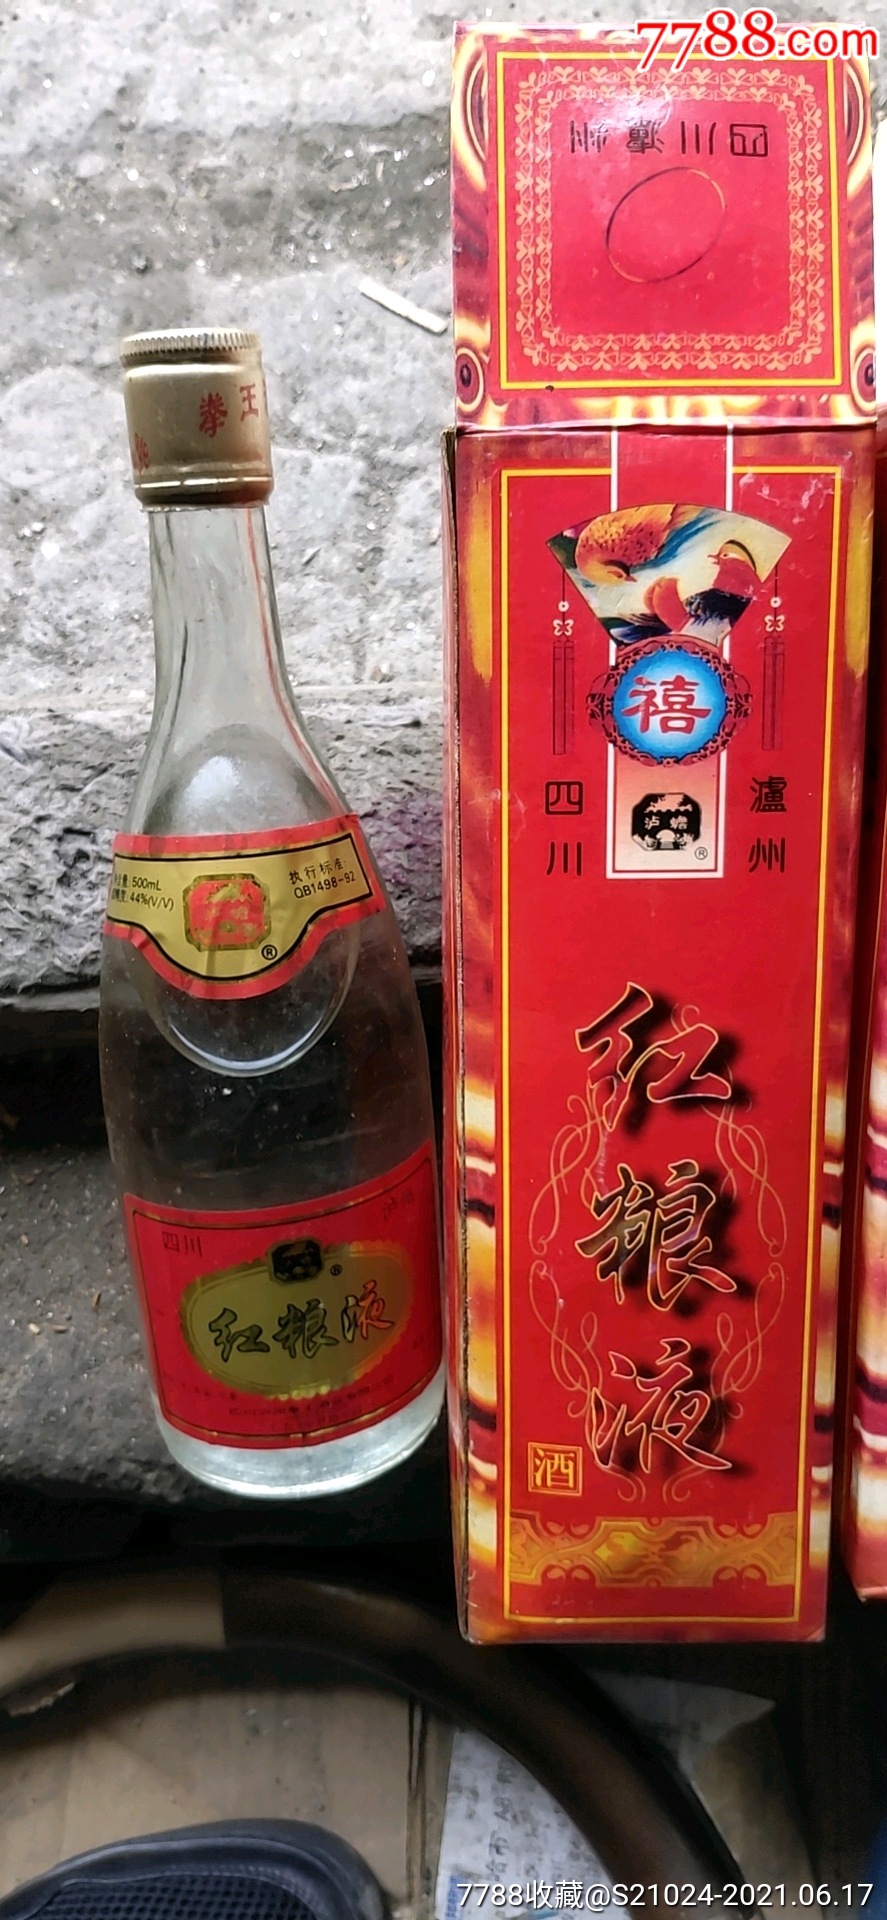 7788.com
四川瀘州
拳王
禧
四川
瀘州
泸蟾
®
500mL
44%(V/V)
执行标准:
QB1498-92
®
红粮液
酒
四川
®
红粮液
7788收藏@S21024-2021.06.17